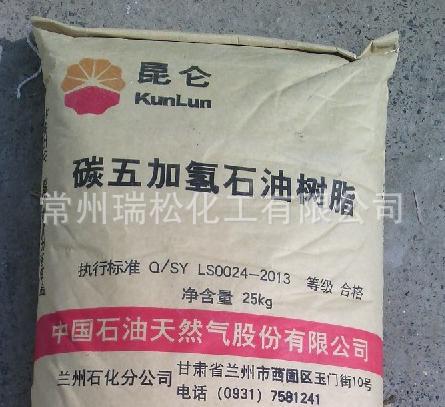 昆仑
KunLun
碳五加氢石油树脂
常州瑞松化工有限公司
执行标准 Q/SY LS0024-2013 等级 合格
净含量 25kg
中国石油天然气股份有限公司
兰州石化分公司
甘肃省兰州市西固区玉门街10号
电话 (0931) 7581241